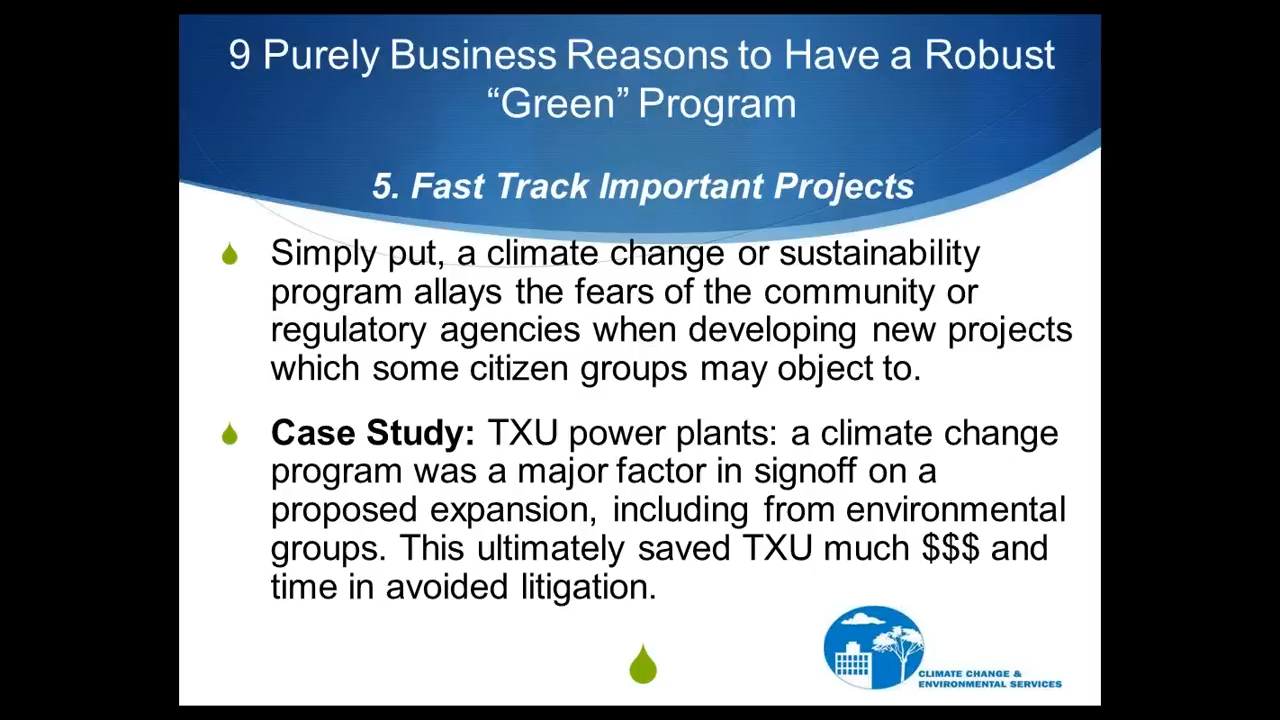 9 Purely Business Reasons to Have a Robust
“Green” Program
5. Fast Track Important Projects
Simply put, a climate change or sustainability
program allays the fears of the community or
regulatory agencies when developing new projects
which some citizen groups may object to.
Case Study: TXU power plants: a climate change
program was a major factor in signoff on a
proposed expansion, including from environmental
groups. This ultimately saved TXU much $$$ and
time in avoided litigation.
CLIMATE CHANGE &
ENVIRONMENTAL SERVICES